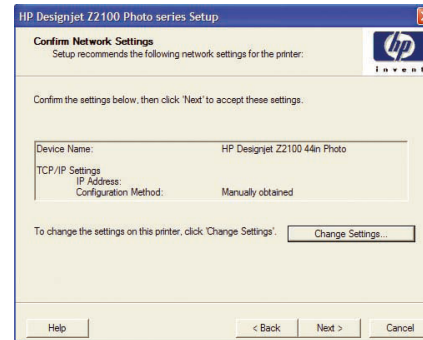 HP Designjet Z2100 Photo series Setup
Confirm Network Settings
Setup recommends the following network settings for the printer:
hp
invent
Confirm the settings below, then click 'Next' to accept these settings.
Device Name: HP Designjet Z2100 44in Photo
TCP/IP Settings
IP Address:
Configuration Method: Manually obtained
To change the settings on this printer, click 'Change Settings'. Change Settings...
Help < Back Next > Cancel